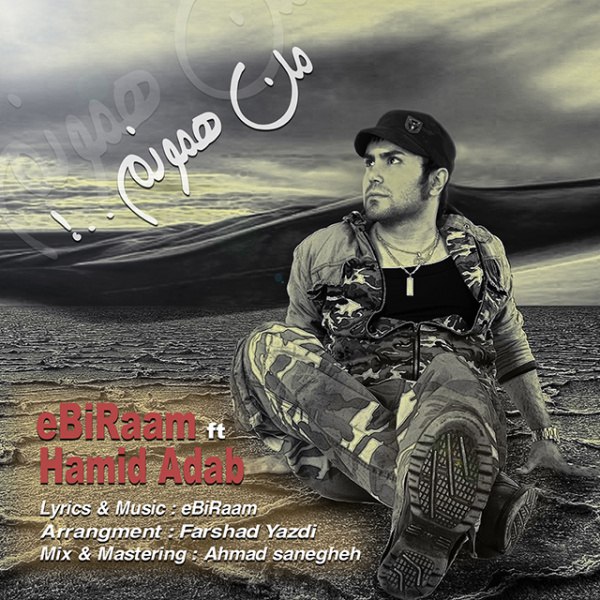 من همونم...!
eBiRaam ft
Hamid Adab
Lyrics & Music : eBiRaam
Arrangment : Farshad Yazdi
Mix & Mastering : Ahmad sanegheh